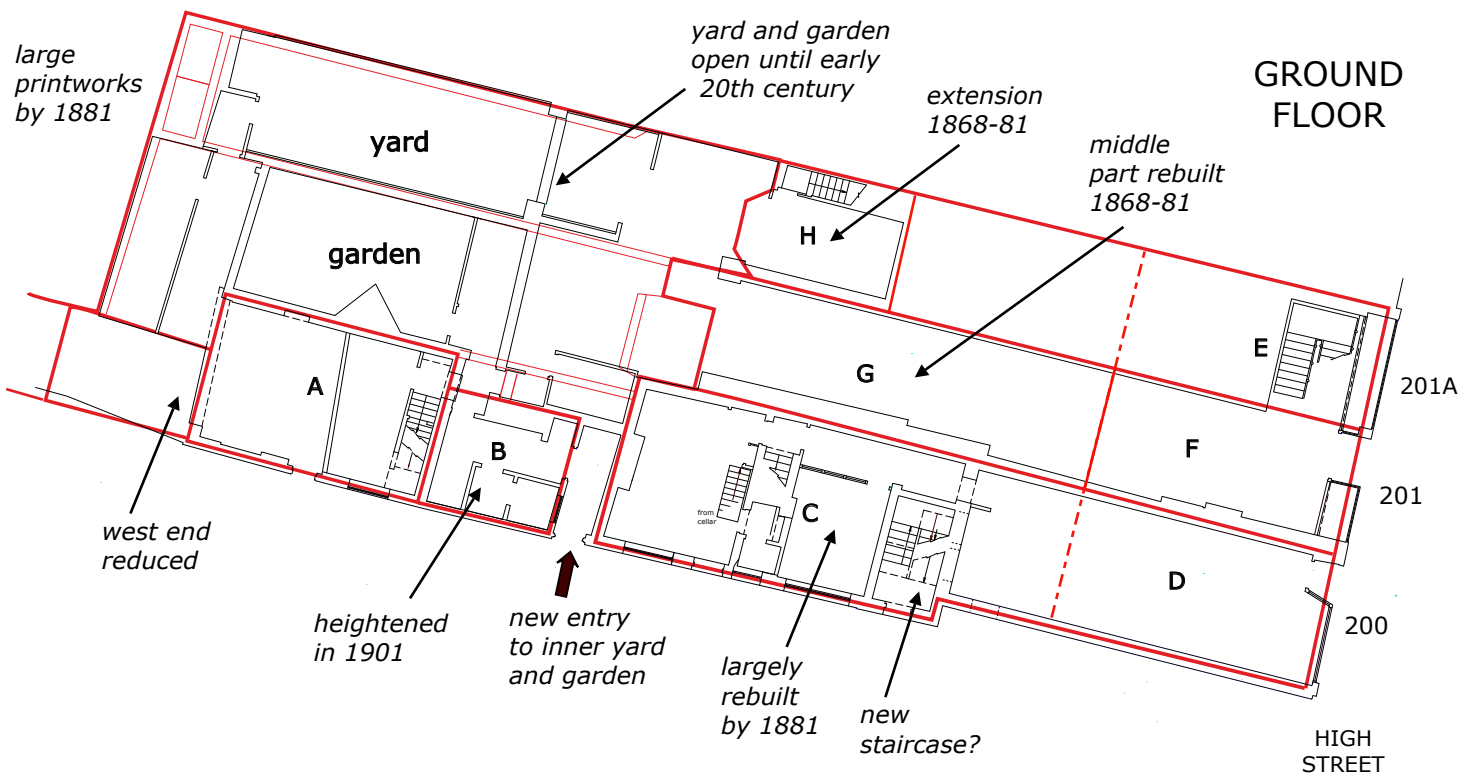 large
printworks
by 1881
yard and garden
open until early
20th century
extension
1868-81
GROUND
FLOOR
middle
part rebuilt
1868-81
yard
garden
H
E
201A
G
F
201
A
B
C
from
cellar
D
200
west end
reduced
heightened
in 1901
new entry
to inner yard
and garden
largely
rebuilt
by 1881
new
staircase?
HIGH
STREET